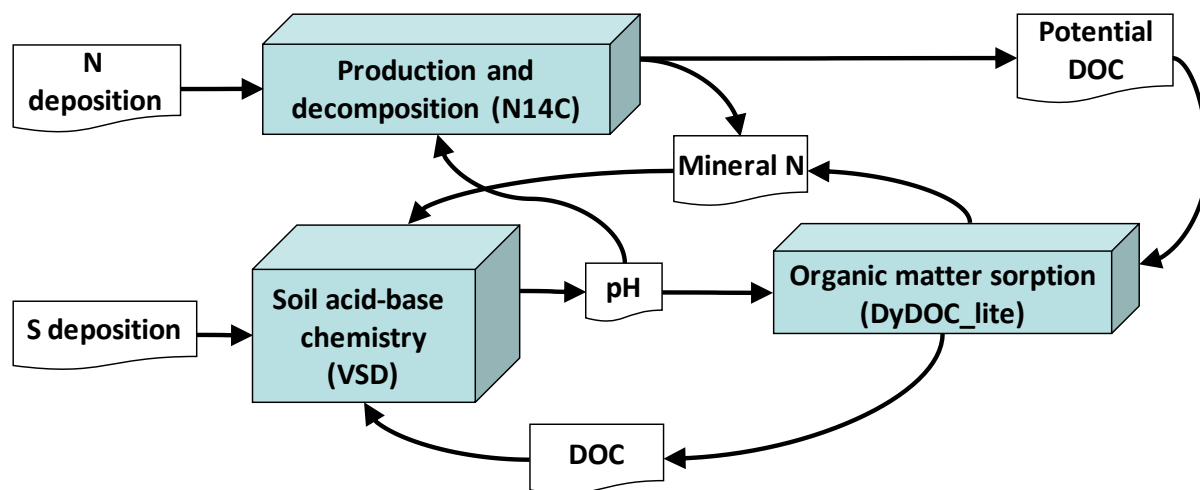 N
deposition
Production and
decomposition (N14C)
Potential
DOC
Mineral N
S deposition
Soil acid-base
chemistry
(VSD)
pH
Organic matter sorption
(DyDOC_lite)
DOC